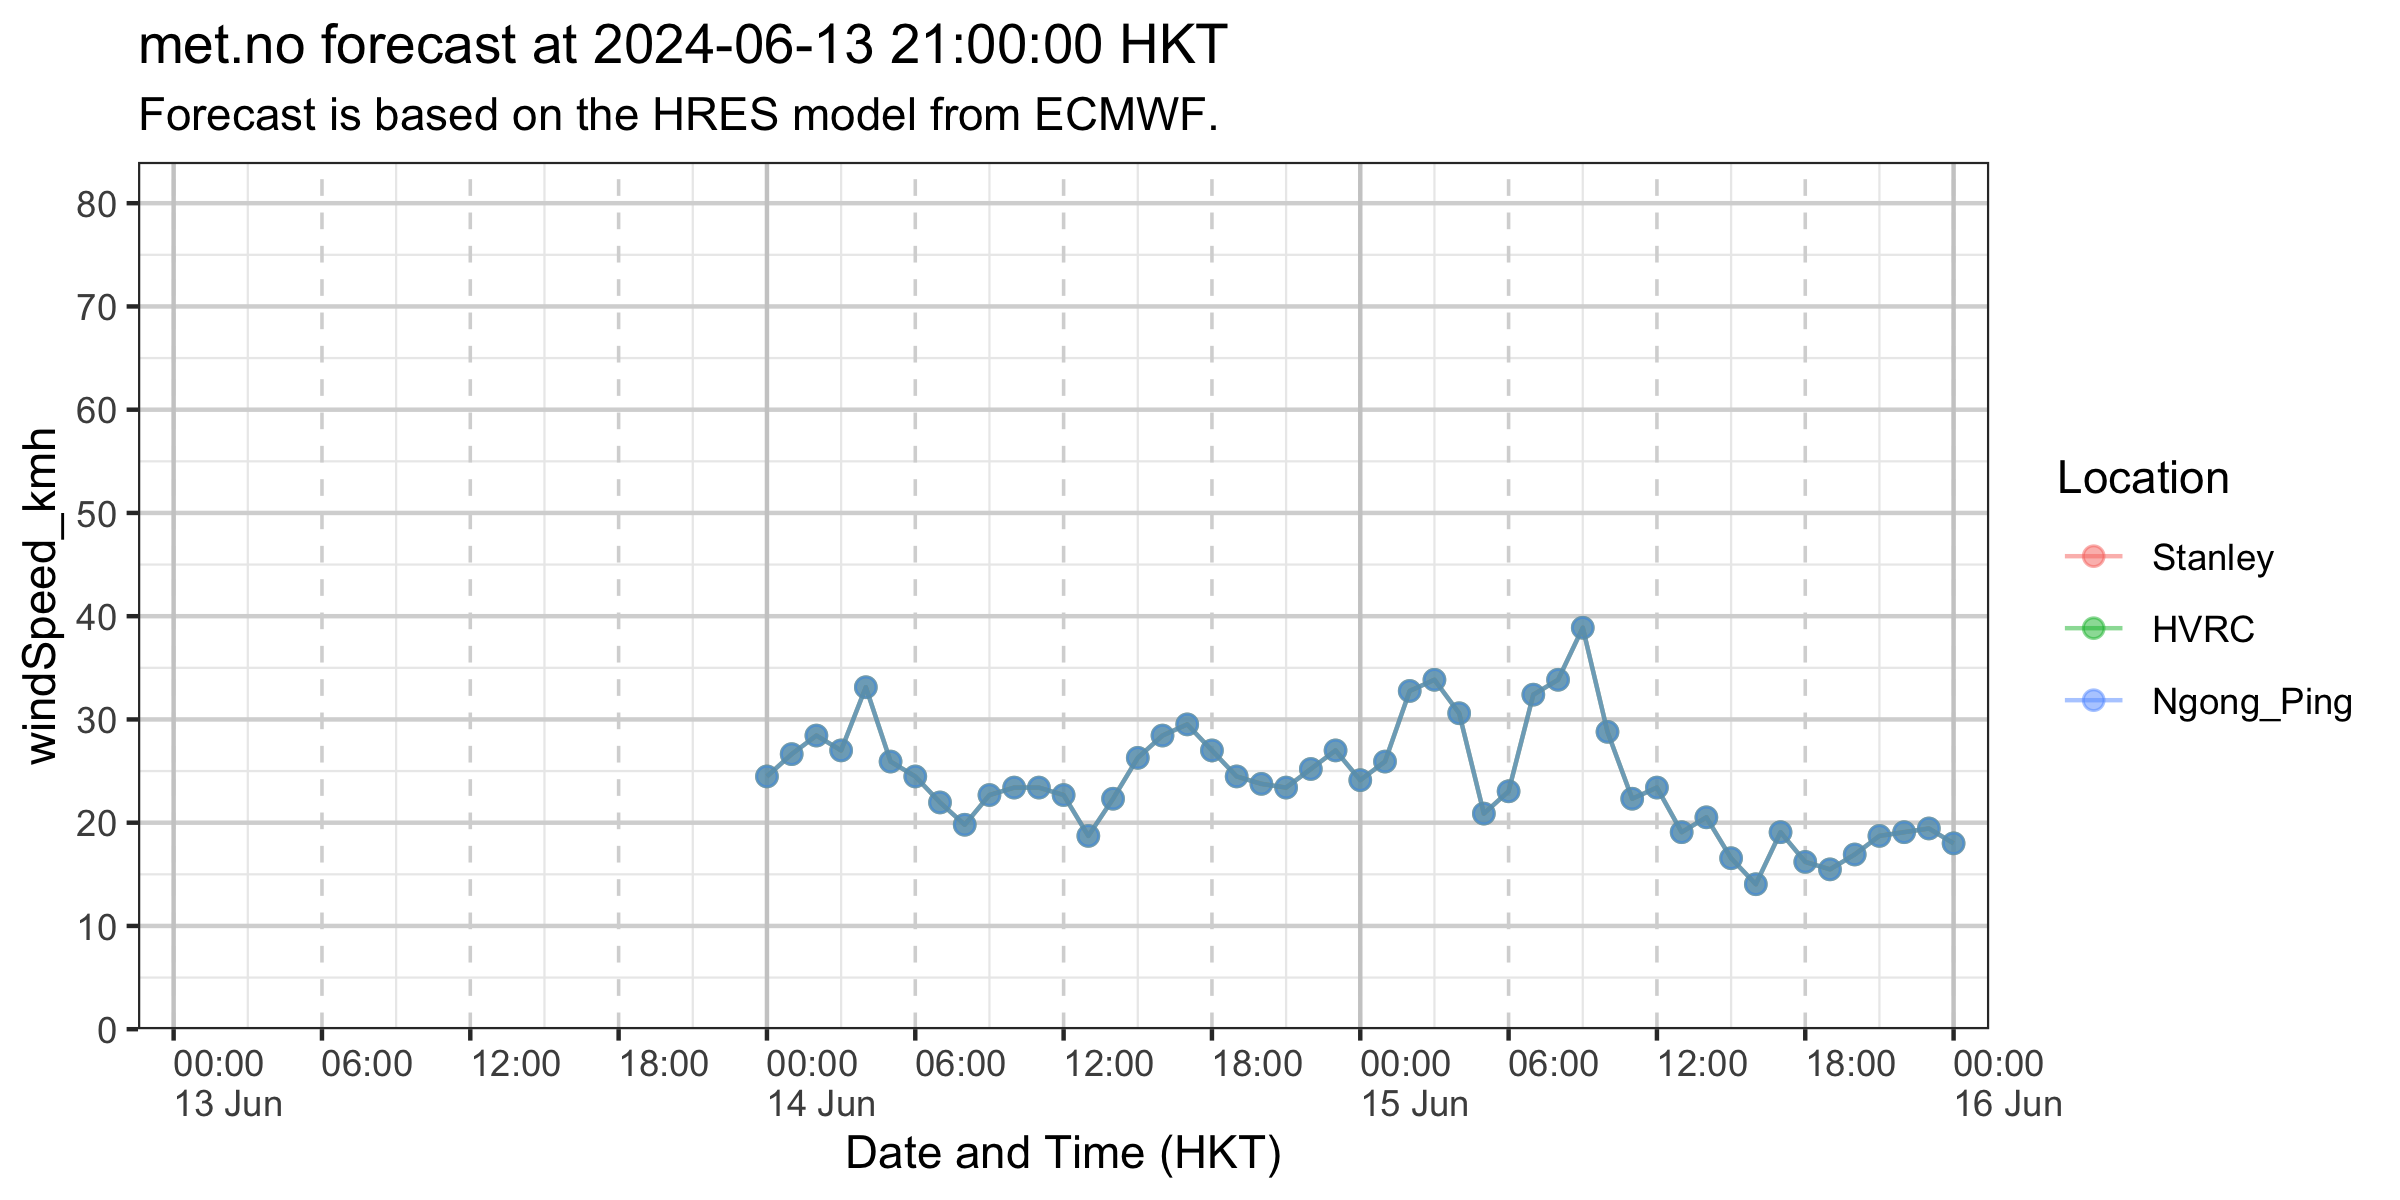 met.no forecast at 2024-06-13 21:00:00 HKT
Forecast is based on the HRES model from ECMWF.
windSpeed_kmh
80
70
60
50
40
30
20
10
0
00:00 06:00 12:00 18:00 00:00 06:00 12:00 18:00 00:00 06:00 12:00 18:00 00:00
13 Jun 14 Jun 15 Jun 16 Jun
Date and Time (HKT)
Location
Stanley
HVRC
Ngong_Ping